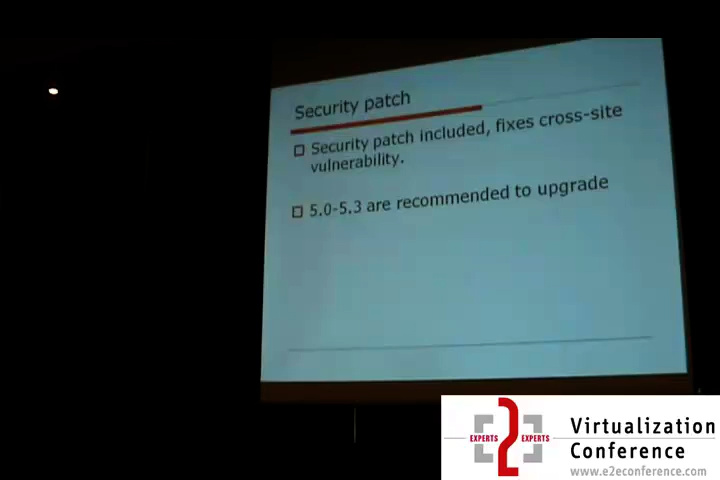 Security patch
Security patch included, fixes cross-site
vulnerability.
5.0-5.3 are recommended to upgrade
EXPERTS 2 EXPERTS
Virtualization
Conference
www.e2econference.com